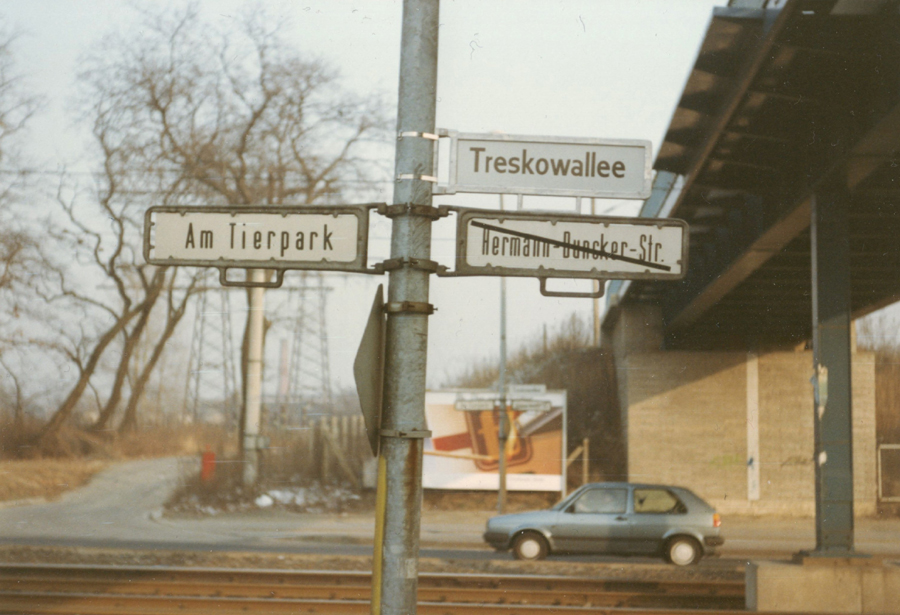 Treskowallee
Am Tierpark
Hermann-Duncker-Str.